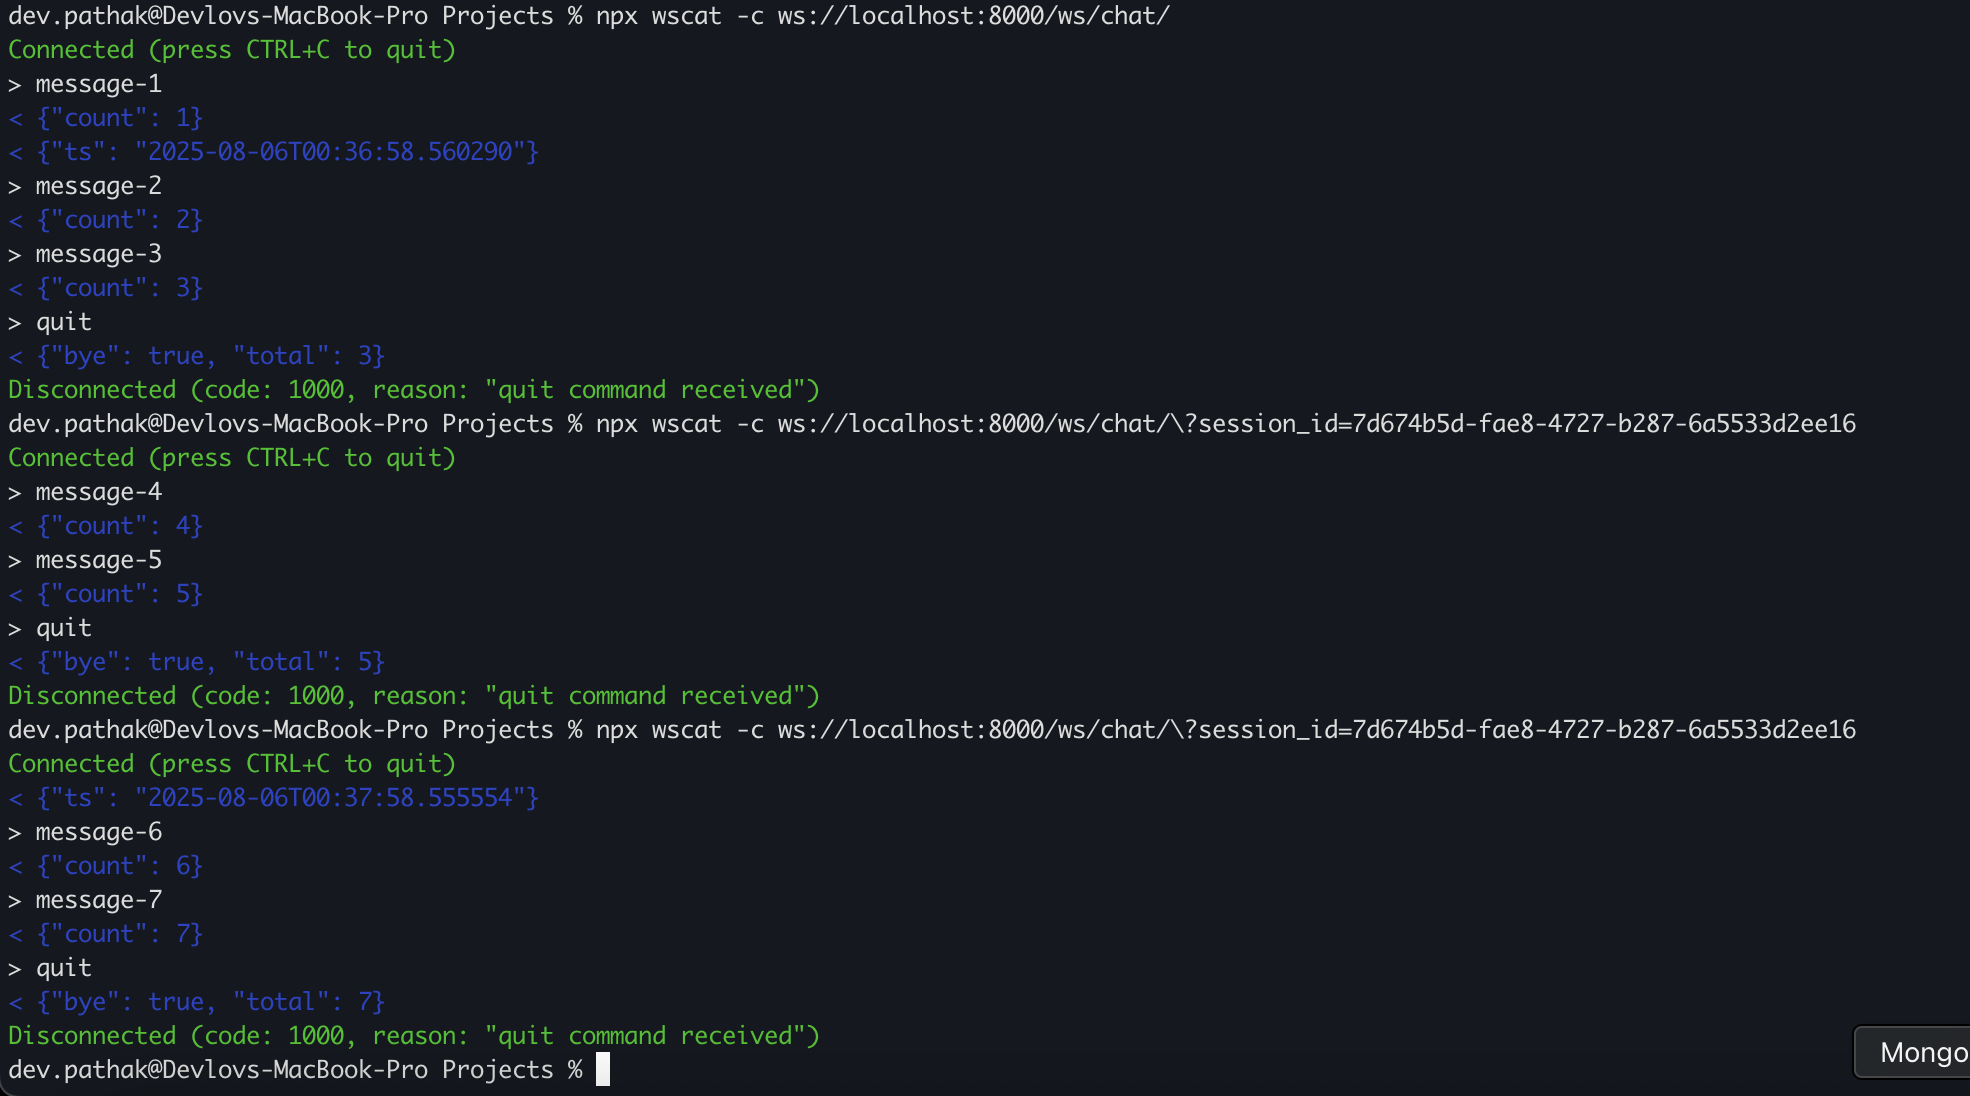 dev.pathak@Devlovs-MacBook-Pro Projects % npx wscat -c ws://localhost:8000/ws/chat/
Connected (press CTRL+C to quit)
> message-1
< {"count": 1}
< {"ts": "2025-08-06T00:36:58.560290"}
> message-2
< {"count": 2}
> message-3
< {"count": 3}
> quit
< {"bye": true, "total": 3}
Disconnected (code: 1000, reason: "quit command received")
dev.pathak@Devlovs-MacBook-Pro Projects % npx wscat -c ws://localhost:8000/ws/chat/\?session_id=7d674b5d-fae8-4727-b287-6a5533d2ee16
Connected (press CTRL+C to quit)
> message-4
< {"count": 4}
> message-5
< {"count": 5}
> quit
< {"bye": true, "total": 5}
Disconnected (code: 1000, reason: "quit command received")
dev.pathak@Devlovs-MacBook-Pro Projects % npx wscat -c ws://localhost:8000/ws/chat/\?session_id=7d674b5d-fae8-4727-b287-6a5533d2ee16
Connected (press CTRL+C to quit)
< {"ts": "2025-08-06T00:37:58.555554"}
> message-6
< {"count": 6}
> message-7
< {"count": 7}
> quit
< {"bye": true, "total": 7}
Disconnected (code: 1000, reason: "quit command received")
dev.pathak@Devlovs-MacBook-Pro Projects %
Mongo